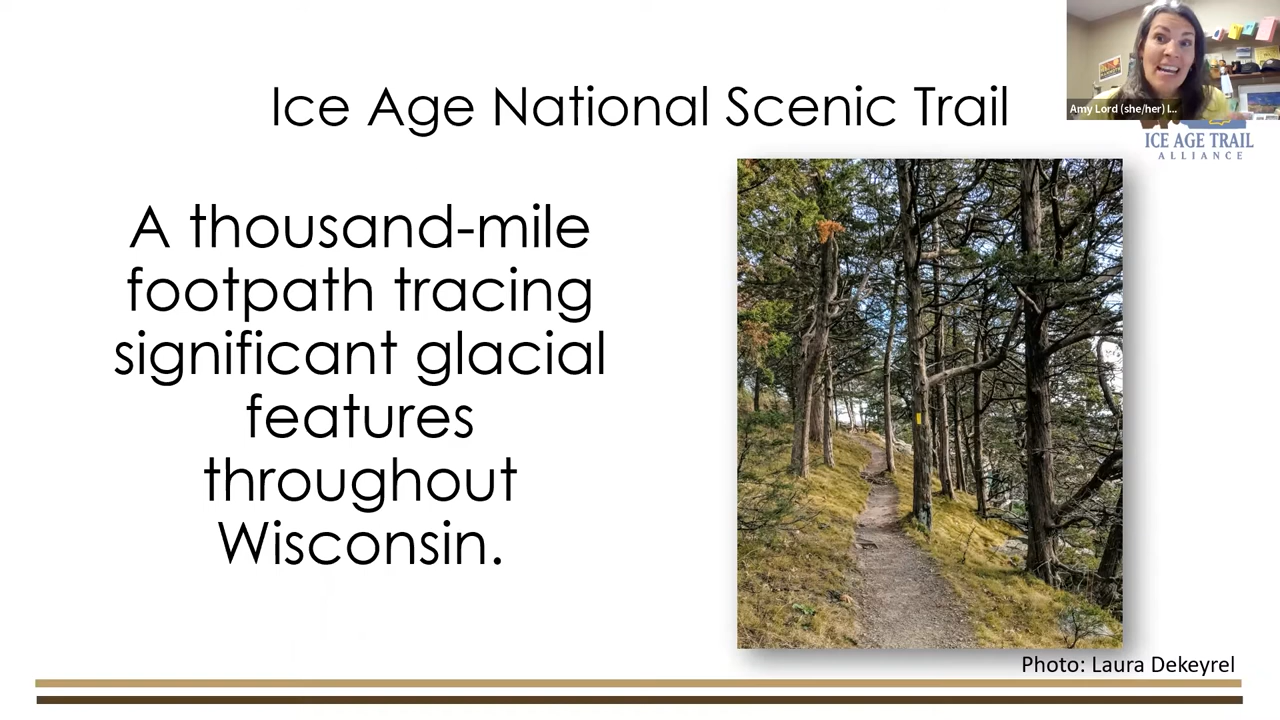 Ice Age National Scenic Trail
Amy Lord (she/her) I...
ICE AGE TRAIL
ALLIANCE
A thousand-mile
footpath tracing
significant glacial
features
throughout
Wisconsin.
Photo: Laura Dekeyrel